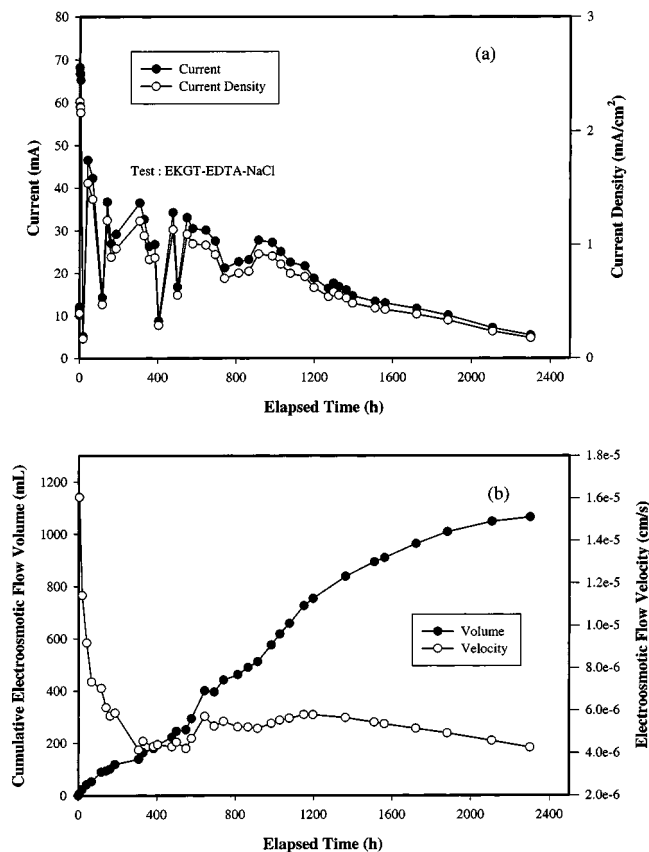 (a)
Current (mA)
80
70
60
50
40
30
20
10
0
Current
Current Density
Test : EKGT-EDTA-NaCl
3
2
1
0
Current Density (mA/cm²)
0 400 800 1200 1600 2000 2400
Elapsed Time (h)
(b)
Cumulative Electroosmotic Flow Volume (mL)
1200
1000
800
600
400
200
0
Volume
Velocity
1.8e-5
1.6e-5
1.4e-5
1.2e-5
1.0e-5
8.0e-6
6.0e-6
4.0e-6
2.0e-6
Electroosmotic Flow Velocity (cm/s)
0 400 800 1200 1600 2000 2400
Elapsed Time (h)